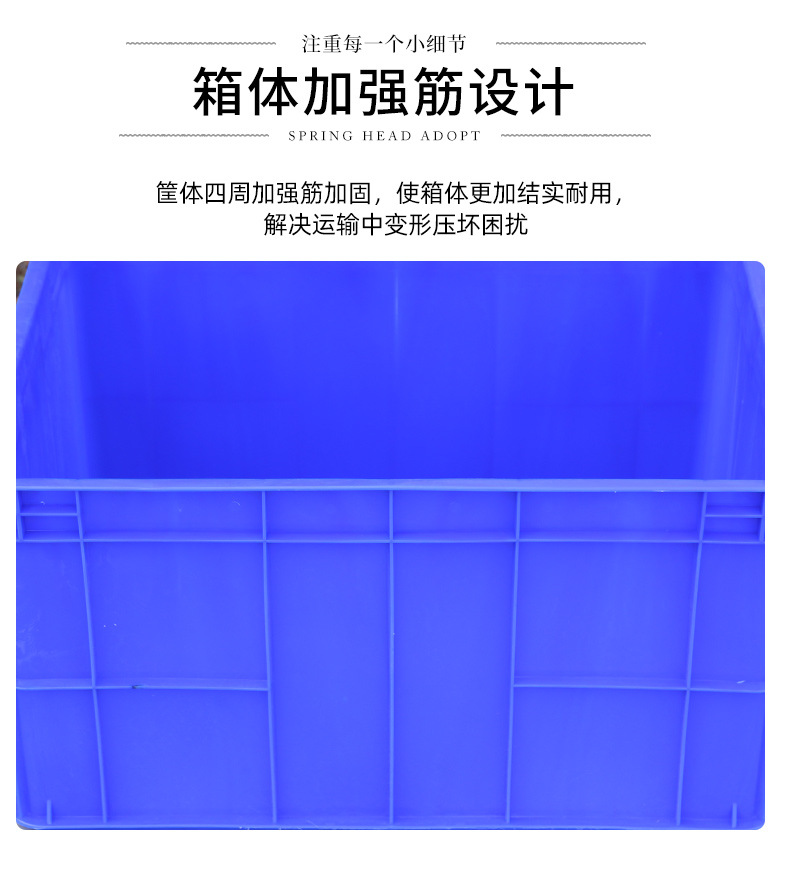 注重每一个小细节
箱体加强筋设计
SPRING HEAD ADOPT
筐体四周加强筋加固，使箱体更加结实耐用，
解决运输中变形压坏困扰